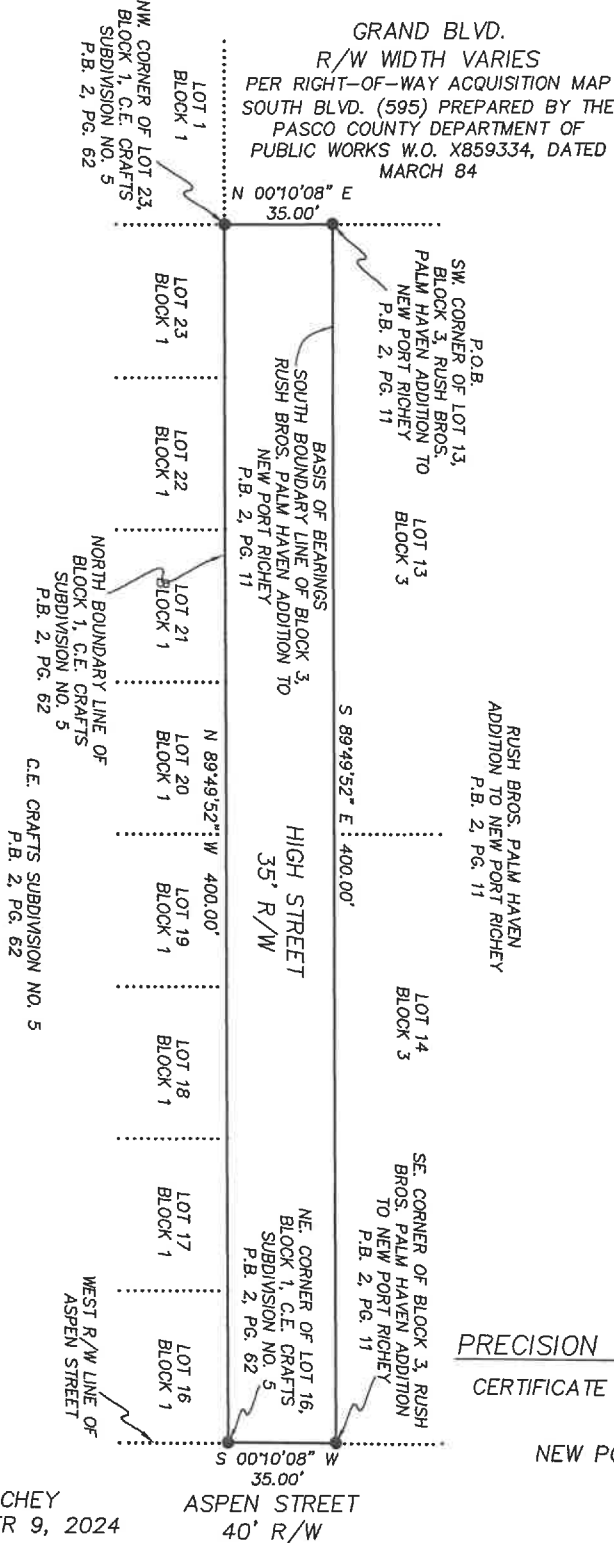 GRAND BLVD.
R/W WIDTH VARIES
PER RIGHT-OF-WAY ACQUISITION MAP
SOUTH BLVD. (595) PREPARED BY THE
PASCO COUNTY DEPARTMENT OF
PUBLIC WORKS W.O. X859334, DATED
MARCH 84
NW. CORNER OF LOT 23,
BLOCK 1, C.E. CRAFTS
SUBDIVISION NO. 5
P.B. 2, PG. 62
LOT 1
BLOCK 1
N 00°10'08" E
35.00'
P.O.B.
SW. CORNER OF LOT 13,
BLOCK 3, RUSH BROS.
PALM HAVEN ADDITION TO
NEW PORT RICHEY
P.B. 2, PG. 11
LOT 23
BLOCK 1
BASIS OF BEARINGS
SOUTH BOUNDARY LINE OF BLOCK 3,
RUSH BROS. PALM HAVEN ADDITION TO
NEW PORT RICHEY
P.B. 2, PG. 11
LOT 22
BLOCK 1
LOT 13
BLOCK 3
LOT 21
BLOCK 1
NORTH BOUNDARY LINE OF
BLOCK 1, C.E. CRAFTS
SUBDIVISION NO. 5
P.B. 2, PG. 62
RUSH BROS. PALM HAVEN
ADDITION TO NEW PORT RICHEY
P.B. 2, PG. 11
S 89°49'52" E 400.00'
N 89°49'52" W 400.00'
LOT 20
BLOCK 1
C.E. CRAFTS SUBDIVISION NO. 5
P.B. 2, PG. 62
HIGH STREET
35' R/W
LOT 19
BLOCK 1
LOT 14
BLOCK 3
LOT 18
BLOCK 1
LOT 17
BLOCK 1
SE. CORNER OF BLOCK 3, RUSH
BROS. PALM HAVEN ADDITION
TO NEW PORT RICHEY
P.B. 2, PG. 11
NE. CORNER OF LOT 16,
BLOCK 1, C.E. CRAFTS
SUBDIVISION NO. 5
P.B. 2, PG. 62
LOT 16
BLOCK 1
WEST R/W LINE OF
ASPEN STREET
PRECISION
CERTIFICATE
NEW PO
S 00°10'08" W
35.00'
ASPEN STREET
40' R/W
CHEY
R 9, 2024